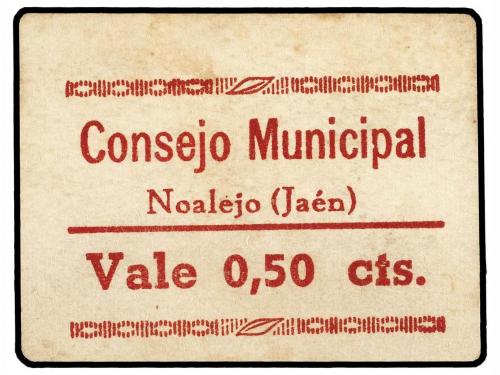 Consejo Municipal
Noalejo (Jaén)
Vale 0,50 cts.